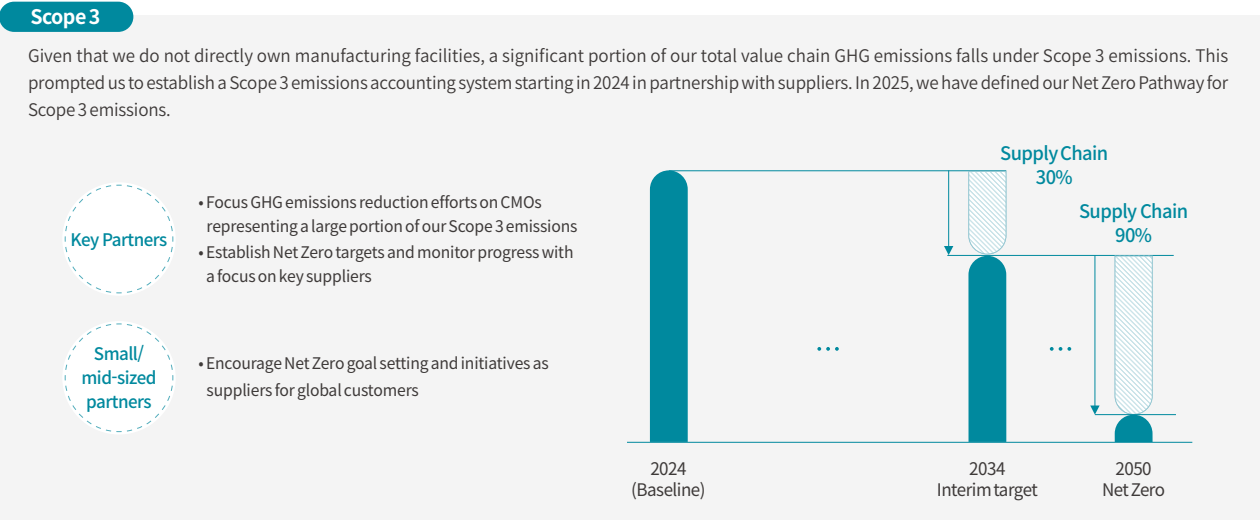 Scope 3
Given that we do not directly own manufacturing facilities, a significant portion of our total value chain GHG emissions falls under Scope 3 emissions. This
prompted us to establish a Scope 3 emissions accounting system starting in 2024 in partnership with suppliers. In 2025, we have defined our Net Zero Pathway for
Scope 3 emissions.
Key Partners
• Focus GHG emissions reduction efforts on CMOs
representing a large portion of our Scope 3 emissions
• Establish Net Zero targets and monitor progress with
a focus on key suppliers
Small/
mid-sized
partners
• Encourage Net Zero goal setting and initiatives as
suppliers for global customers
Supply Chain
30%
Supply Chain
90%
...
...
2024
(Baseline)
2034
Interim target
2050
Net Zero